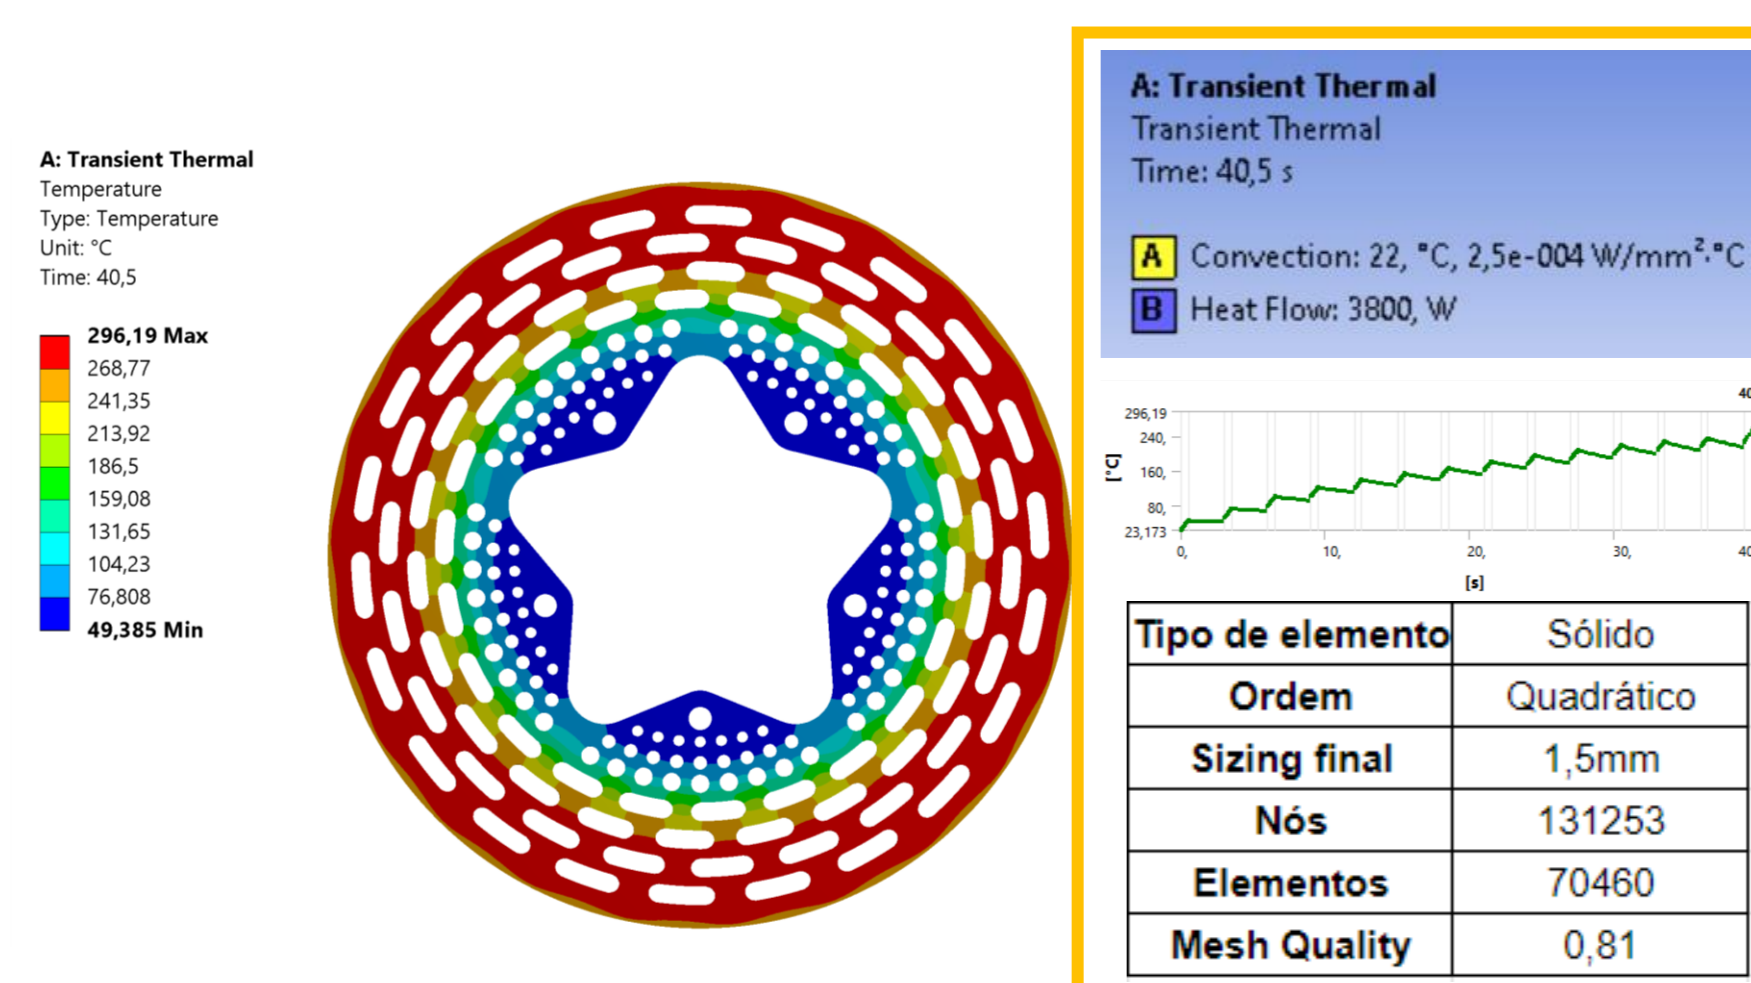 A: Transient Thermal
Temperature
Type: Temperature
Unit: °C
Time: 40,5
296,19 Max
268,77
241,35
213,92
186,5
159,08
131,65
104,23
76,808
49,385 Min
A: Transient Thermal
Transient Thermal
Time: 40,5 s
A Convection: 22, °C, 2,5e-004 W/mm²·°C
B Heat Flow: 3800, W
40
296,19
240,
160,
80,
23,173
[°C]
0, 10, 20, 30, 40
[s]
Tipo de elemento Sólido
Ordem Quadrático
Sizing final 1,5mm
Nós 131253
Elementos 70460
Mesh Quality 0,81